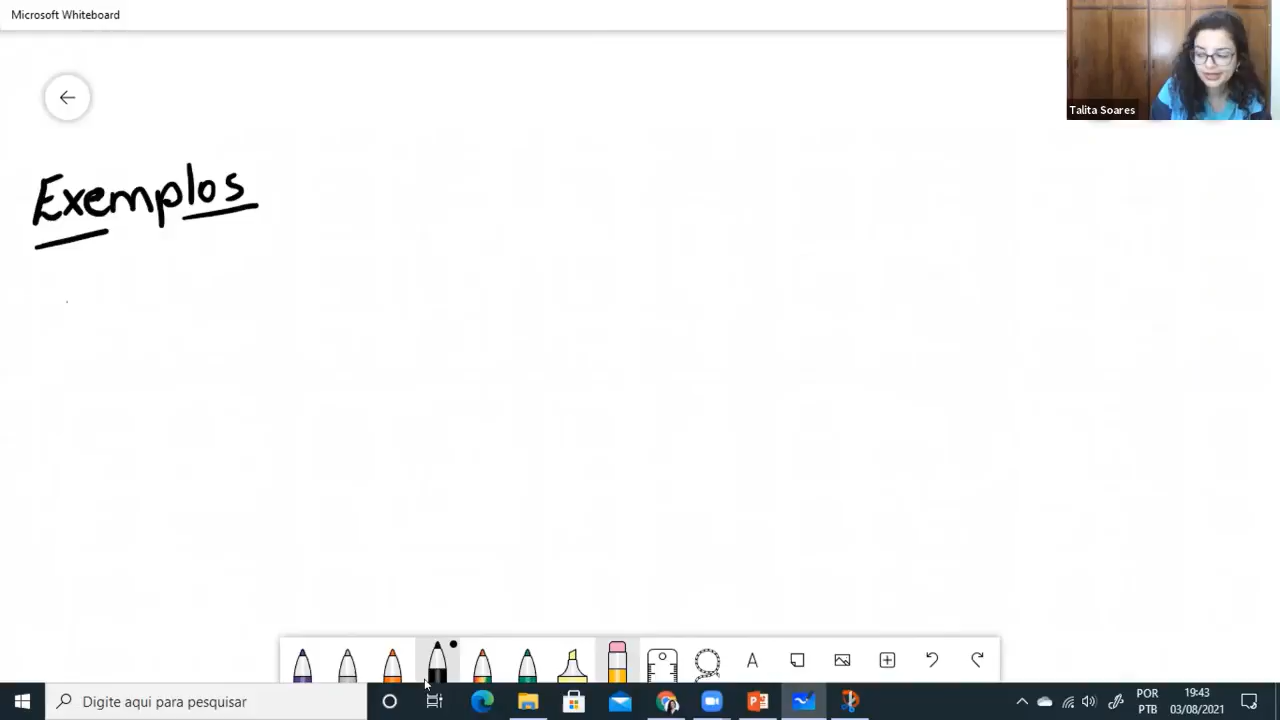 Microsoft Whiteboard
Talita Soares
Exemplos
A
Digite aqui para pesquisar
POR
PTB
19:43
03/08/2021